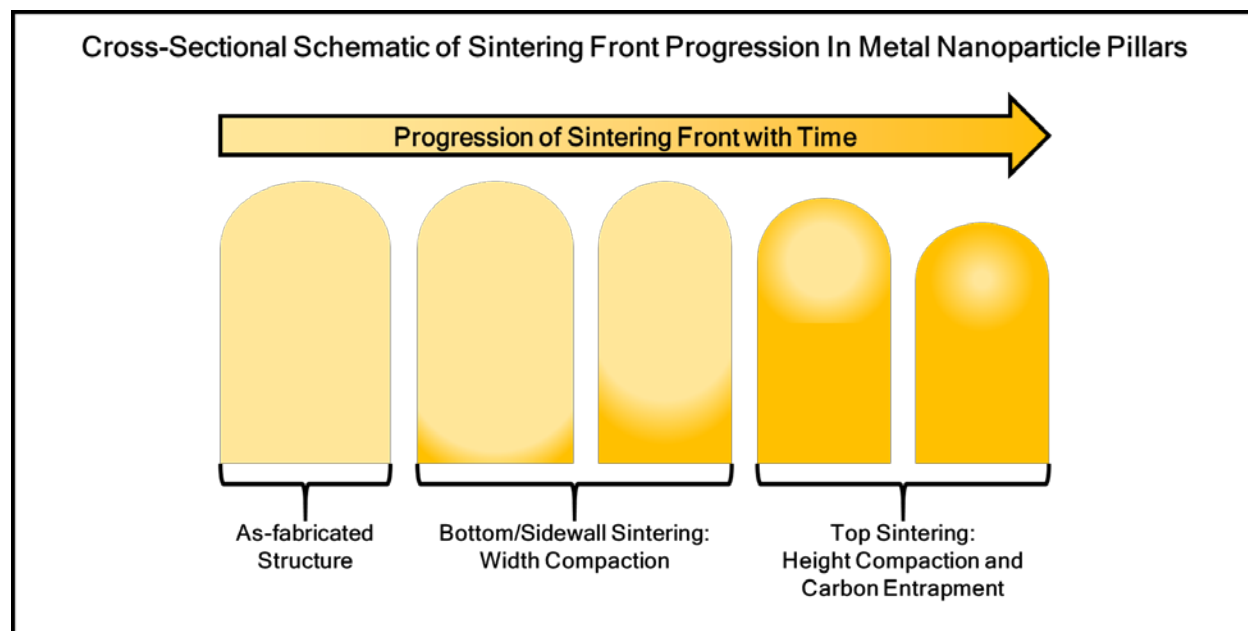 Cross-Sectional Schematic of Sintering Front Progression In Metal Nanoparticle Pillars
Progression of Sintering Front with Time
As-fabricated
Structure
Bottom/Sidewall Sintering:
Width Compaction
Top Sintering:
Height Compaction and
Carbon Entrapment